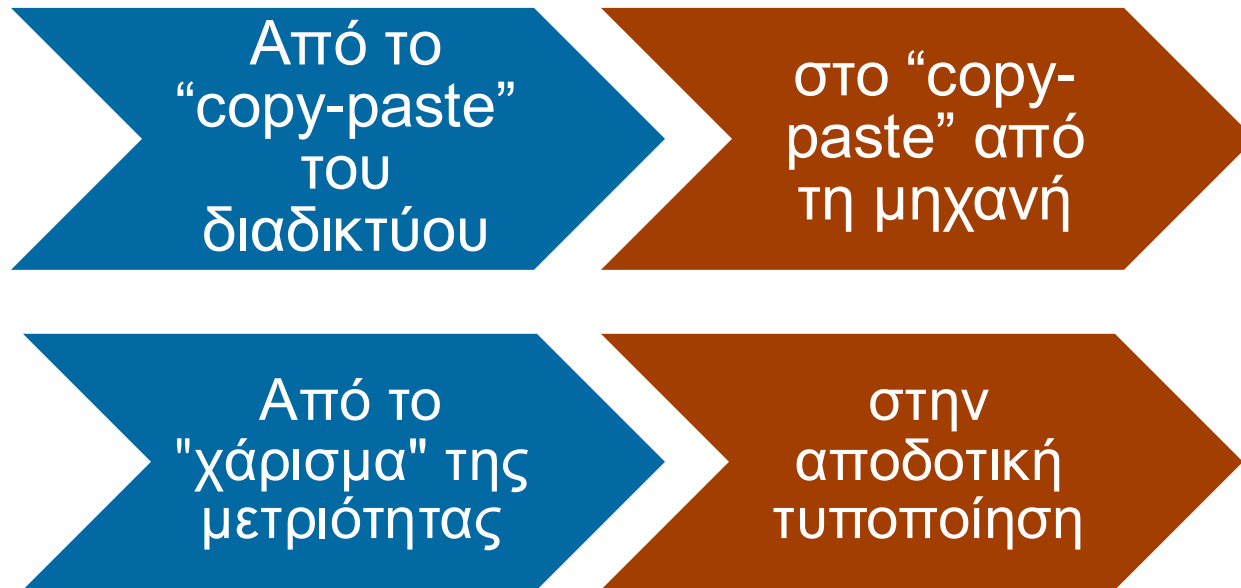 Από το
“copy-paste”
του
διαδικτύου
στο “copy-
paste” από
τη μηχανή
Από το
"χάρισμα" της
μετριότητας
στην
αποδοτική
τυποποίηση